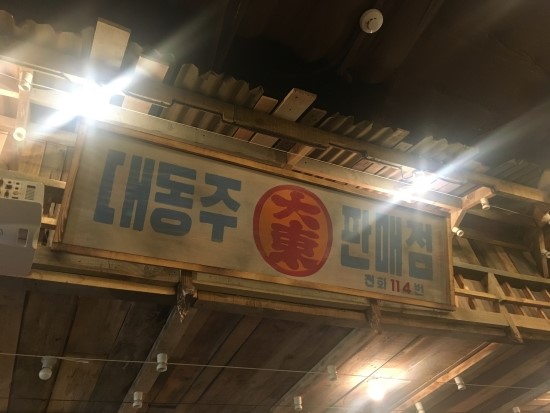 대동주 大東 판매점
전화 114번